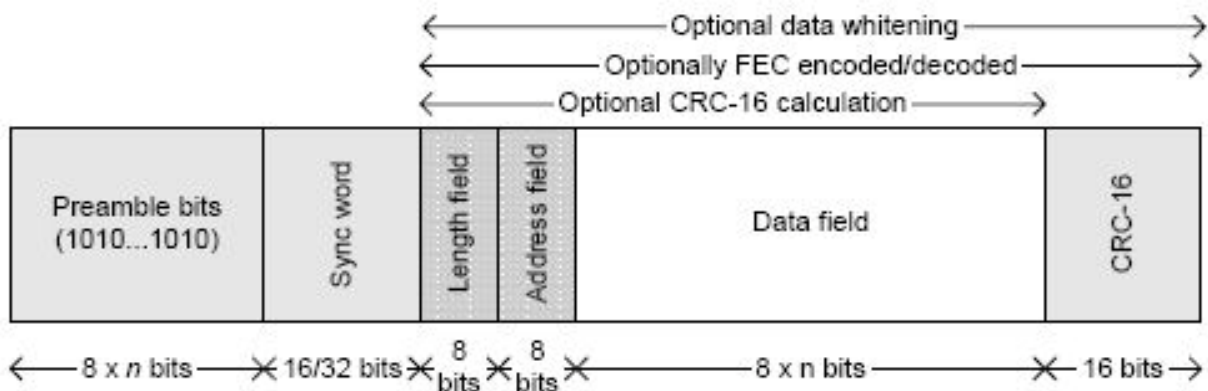 Optional data whitening
Optionally FEC encoded/decoded
Optional CRC-16 calculation
Preamble bits
(1010...1010)
Sync word
Length field
Address field
Data field
CRC-16
8 x n bits
16/32 bits
8
bits
8
bits
8 x n bits
16 bits